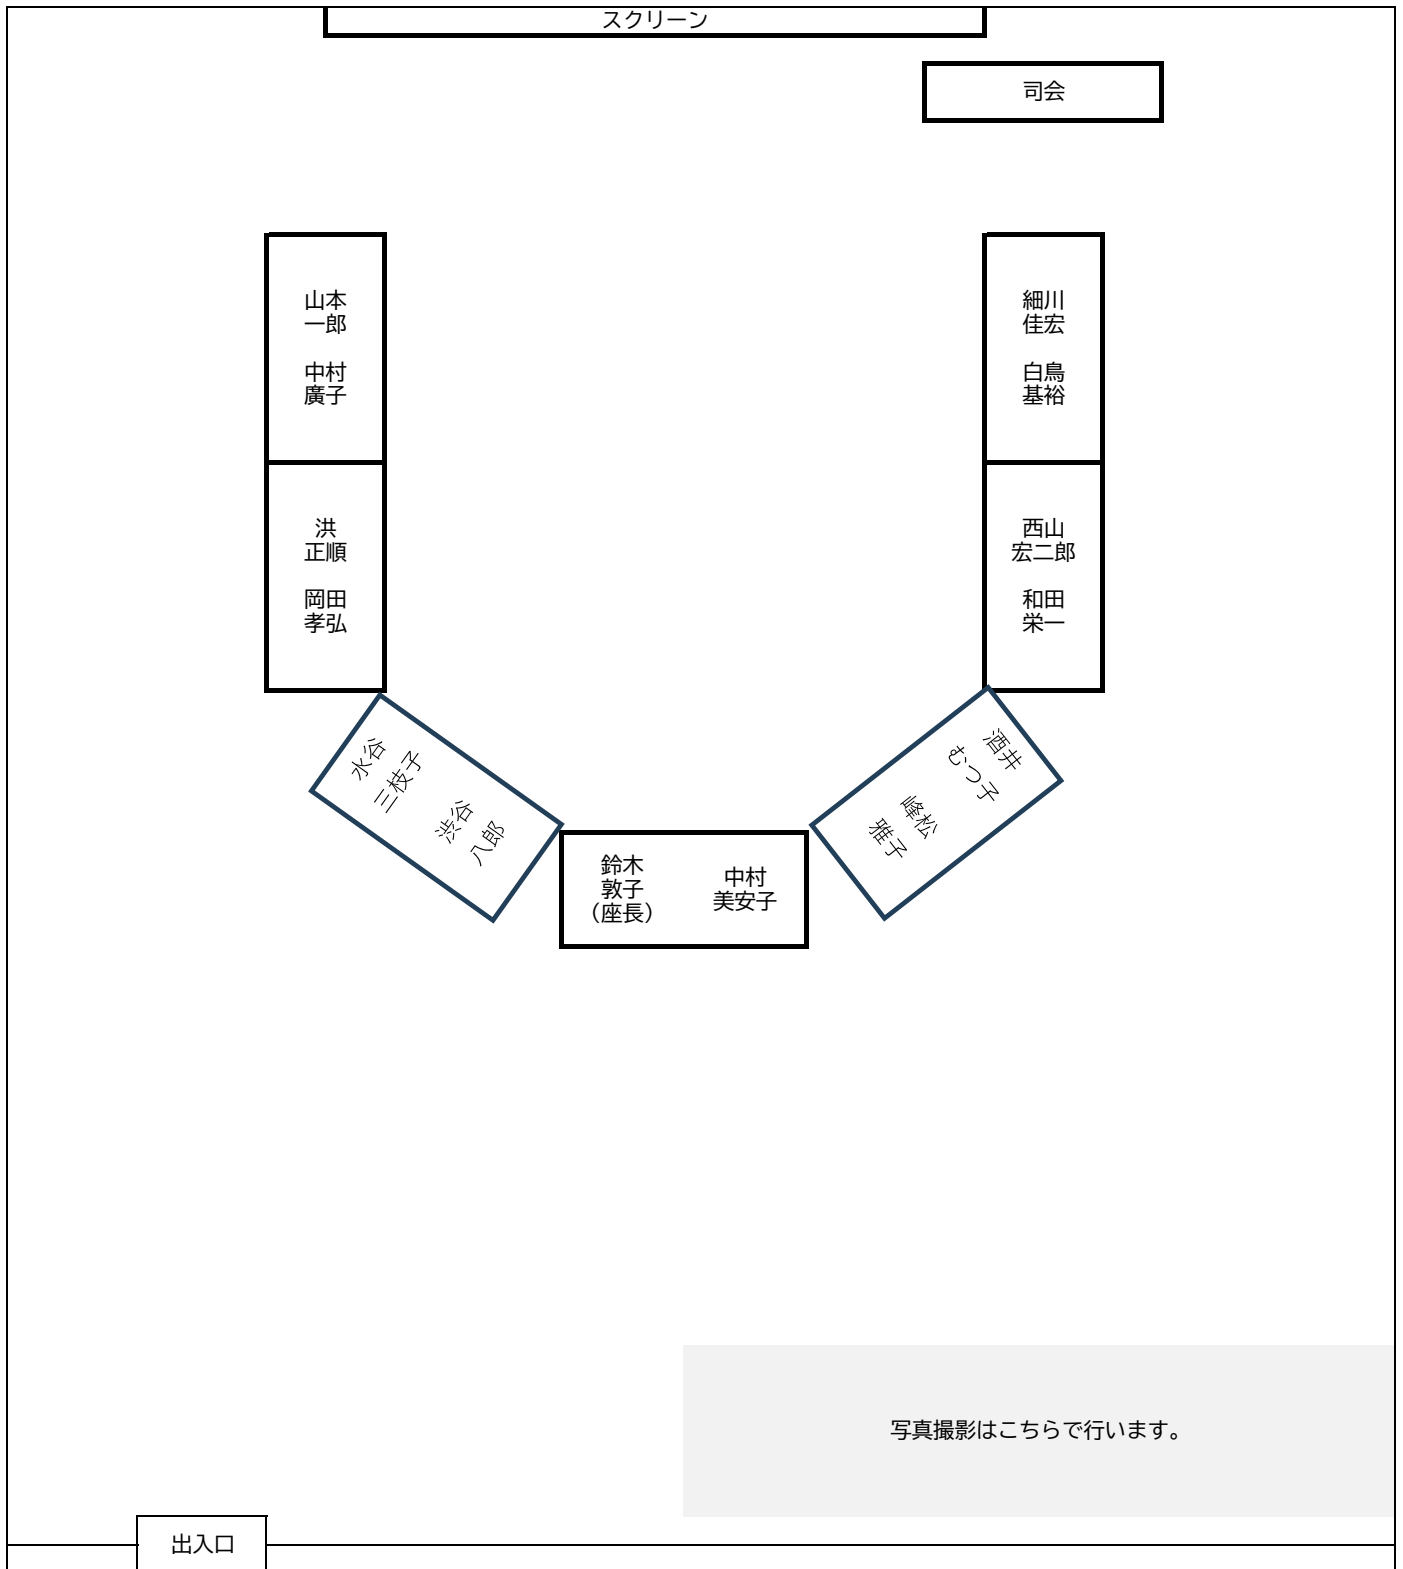 スクリーン
司会
山本
一郎
中村
廣子
洪
正順
岡田
孝弘
細川
佳宏
白鳥
基裕
西山
宏二郎
和田
栄一
水谷
三枝子
渋谷
八郎
鈴木
敦子
（座長）
中村
美安子
峰松
雅子
酒井
むつ子
写真撮影はこちらで行います。
出入口